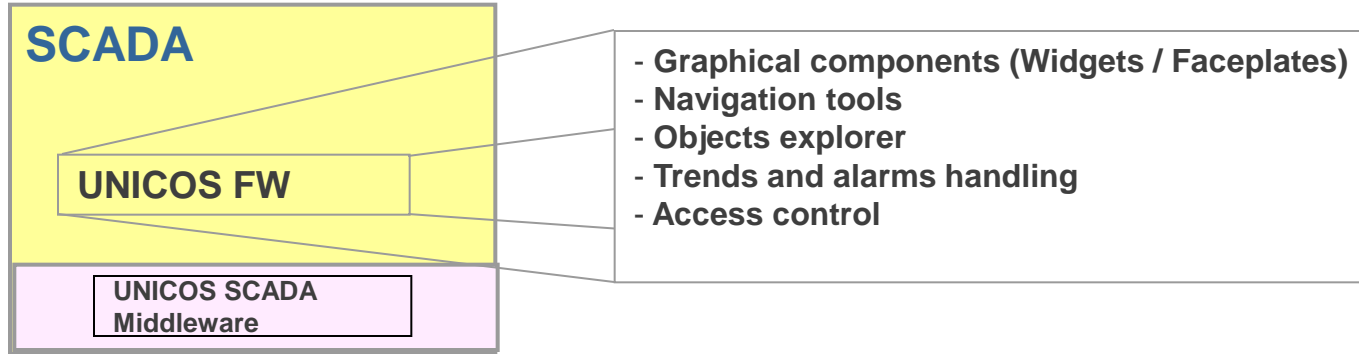 SCADA
UNICOS FW
UNICOS SCADA
Middleware
- Graphical components (Widgets / Faceplates)
- Navigation tools
- Objects explorer
- Trends and alarms handling
- Access control